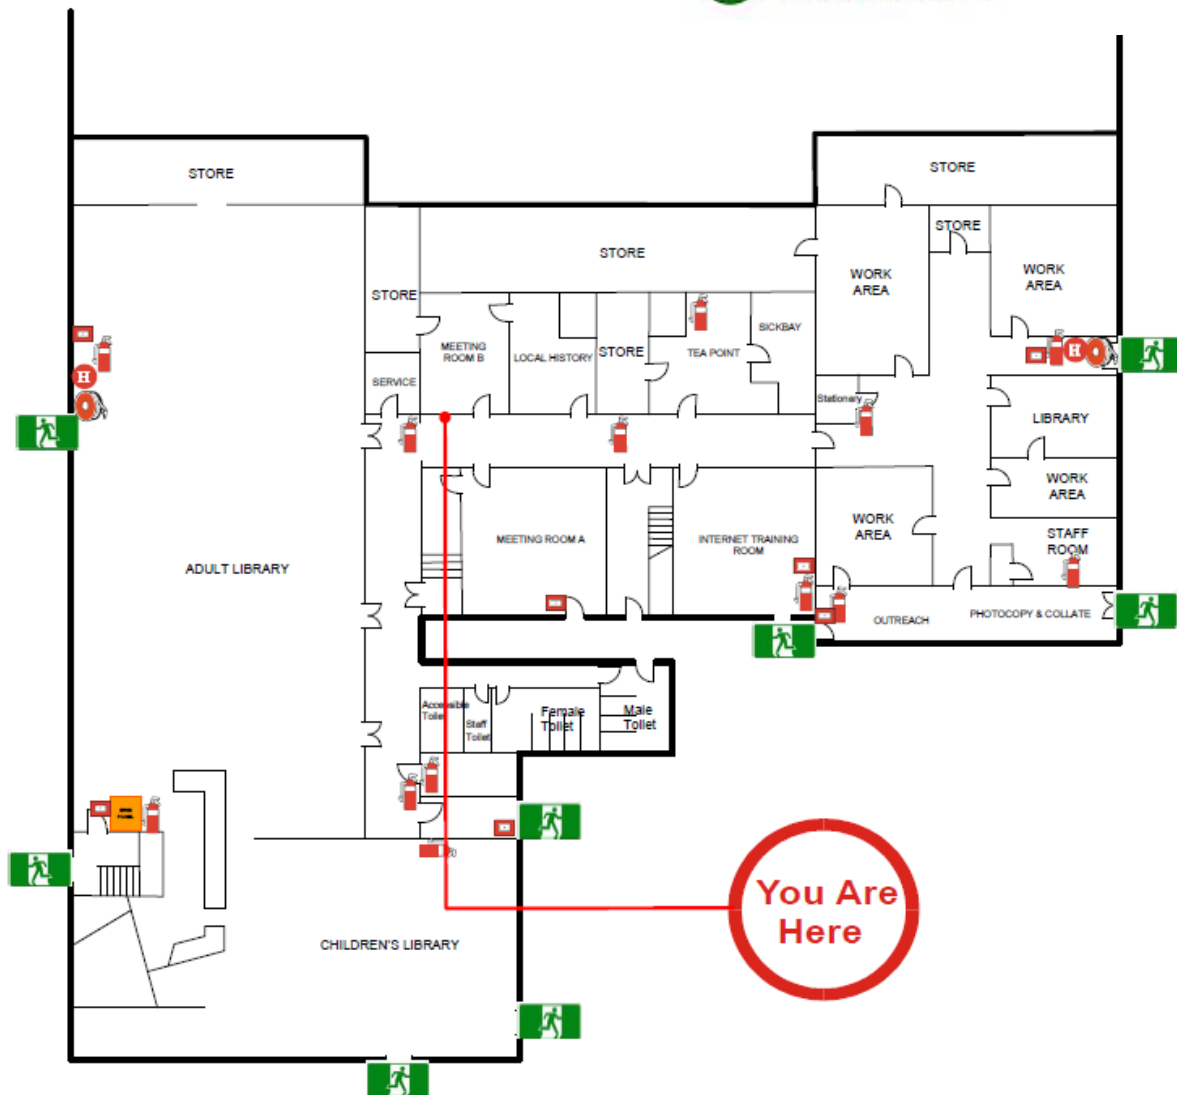 STORE
STORE
STORE
STORE
WORK
AREA
WORK
AREA
STORE
MEETING
ROOM B
LOCAL HISTORY
STORE
TEA POINT
SICKBAY
SERVICE
Stationary
LIBRARY
WORK
AREA
WORK
AREA
STAFF
ROOM
MEETING ROOM A
INTERNET TRAINING
ROOM
ADULT LIBRARY
OUTREACH
PHOTOCOPY & COLLATE
Accessible
Toilet
Staff
Toilet
Female
Toilet
Male
Toilet
H
H
You Are
Here
CHILDREN'S LIBRARY